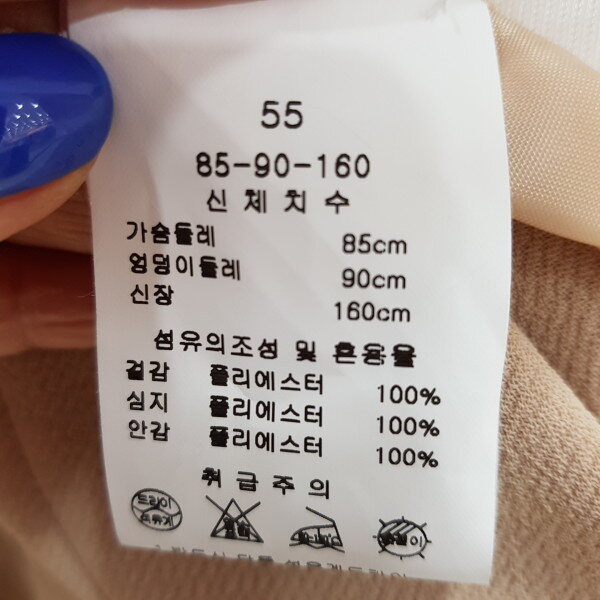 55
85-90-160
신체치수
가슴둘레 85cm
엉덩이둘레 90cm
신장 160cm
섬유의조성 및 혼용율
겉감 폴리에스터 100%
심지 폴리에스터 100%
안감 폴리에스터 100%
취급주의
드라이